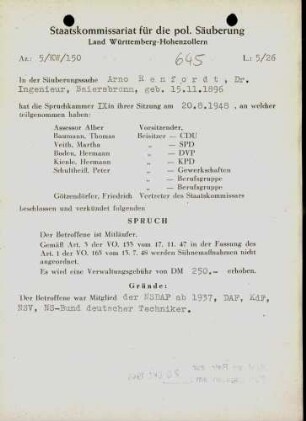 Staatskommissariat für die pol. Säuberung
Land Württemberg-Hohenzollern
Az.: 5/XIII/150 645 L: 5/26
In der Säuberungssache Arno Renfordt, Dr.
Ingenieur, Baiersbronn, geb. 15.11.1896
hat die Spruchkammer IX in ihrer Sitzung am 20.8.1948, an welcher
teilgenommen haben:
Assessor Alber Vorsitzender,
Baumann, Thomas Beisitzer — CDU
Veith, Martha „ — SPD
Boden, Hermann „ — DVP
Kienle, Hermann „ — KPD
Schultheiß, Peter „ — Gewerkschaften
„ — Berufsgruppe
„ — Berufsgruppe
Götzendörfer, Friedrich Vertreter des Staatskommissars
beschlossen und verkündet folgenden
SPRUCH
Der Betroffene ist Mitläufer.
Gemäß Art. 3 der VO. 133 vom 17. 11. 47 in der Fassung des
Art. 1 der VO. 165 vom 13. 7. 48 werden Sühnemaßnahmen nicht
angeordnet.
Es wird eine Verwaltungsgebühr von DM 250.- erhoben.
Gründe:
Der Betroffene war Mitglied der NSDAP ab 1937, DAF, KdF,
NSV, NS-Bund deutscher Techniker.